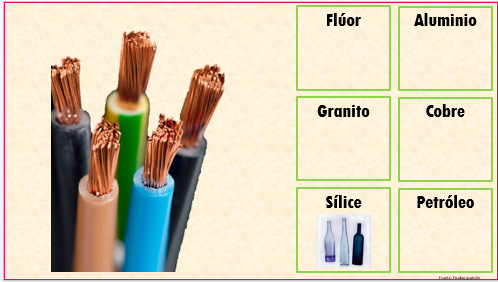 Flúor
Aluminio
Granito
Cobre
Sílice
Petróleo